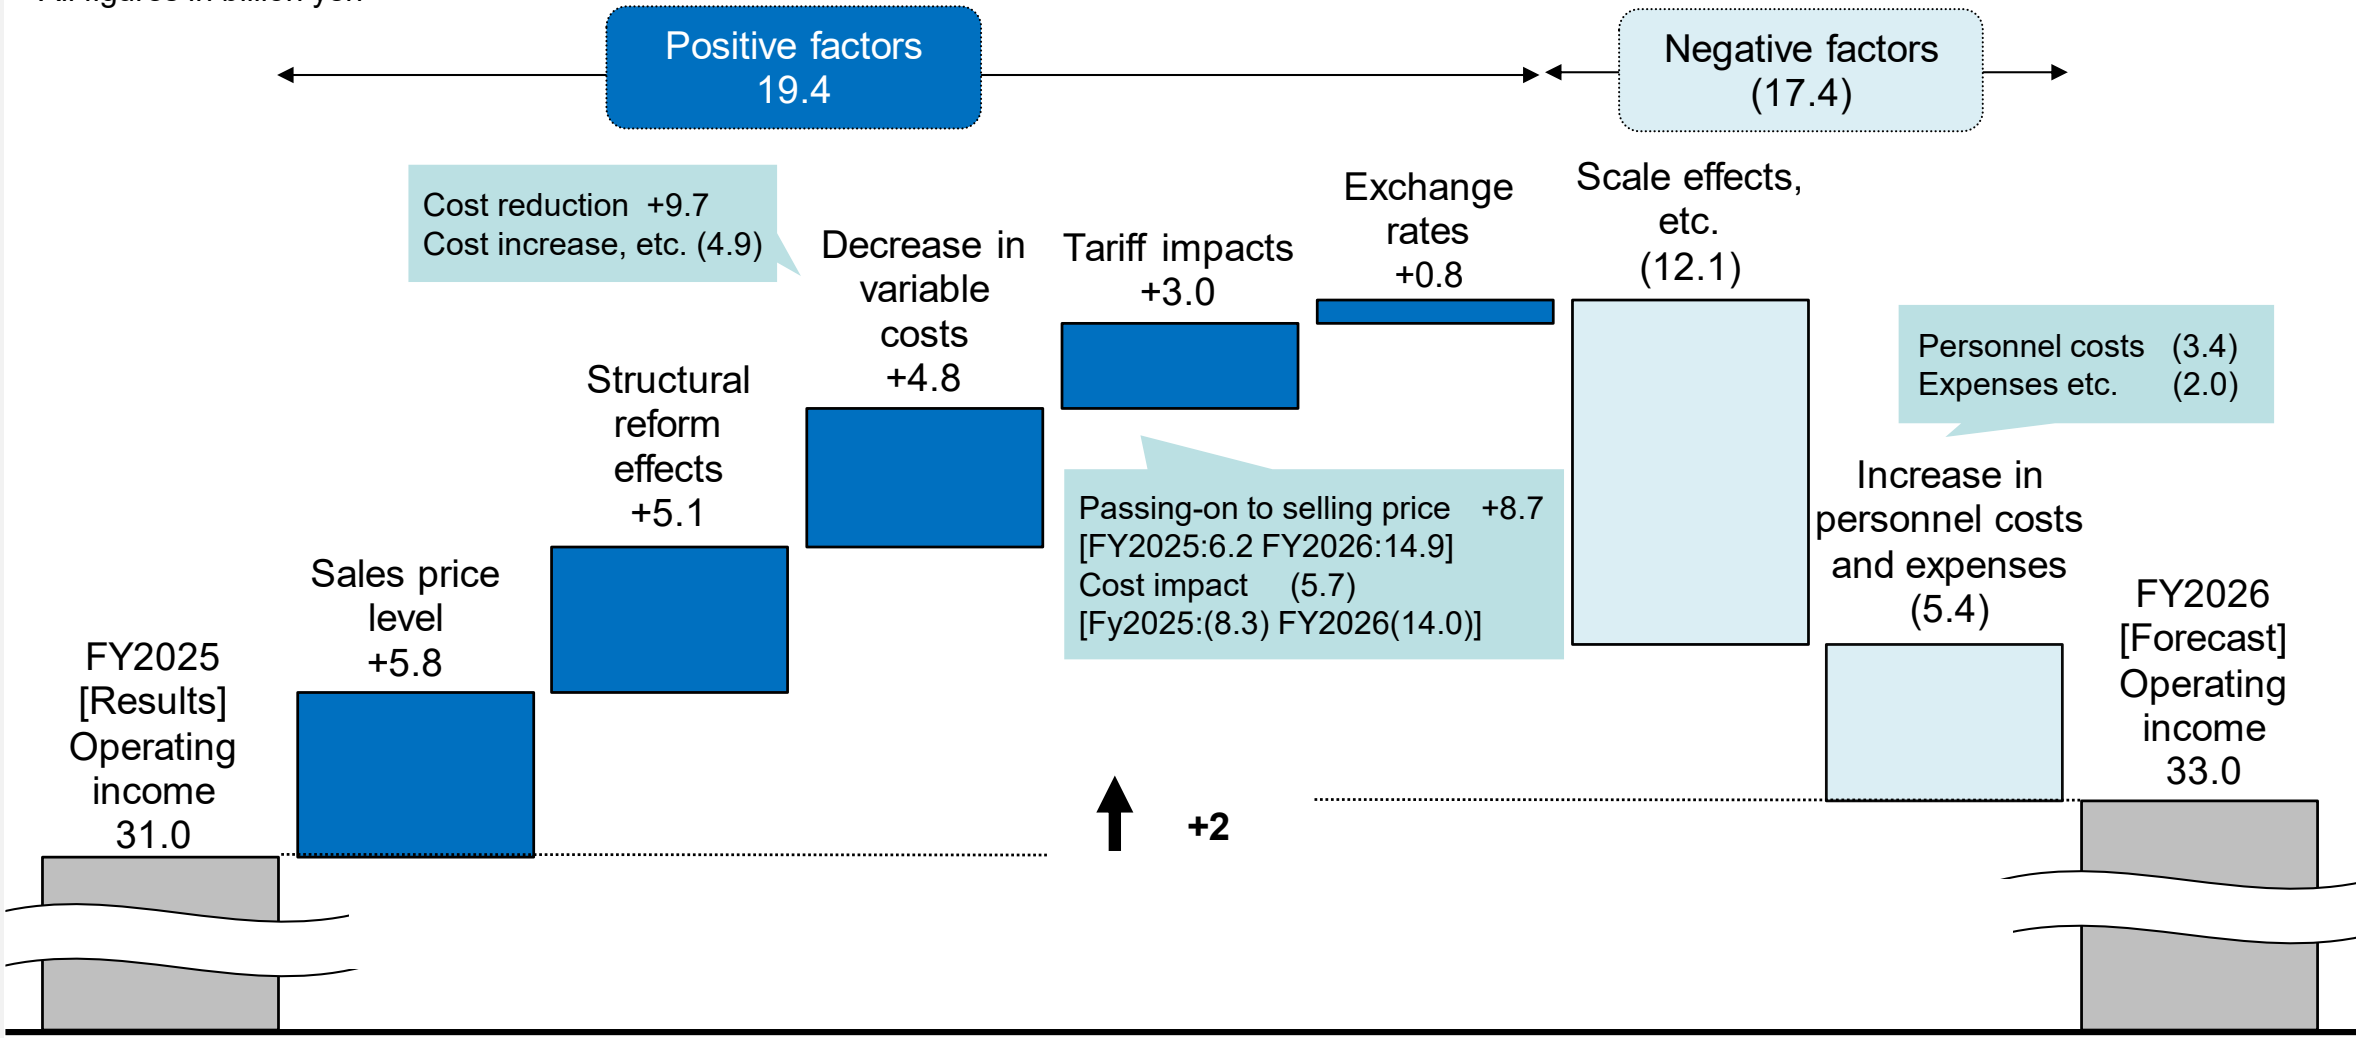 Positive factors
19.4
Negative factors
(17.4)
Cost reduction +9.7
Cost increase, etc. (4.9)
FY2025
[Results]
Operating
income
31.0
Sales price
level
+5.8
Structural
reform
effects
+5.1
Decrease in
variable
costs
+4.8
Tariff impacts
+3.0
Passing-on to selling price +8.7
[FY2025:6.2 FY2026:14.9]
Cost impact (5.7)
[Fy2025:(8.3) FY2026(14.0)]
Exchange
rates
+0.8
Scale effects,
etc.
(12.1)
Personnel costs (3.4)
Expenses etc. (2.0)
Increase in
personnel costs
and expenses
(5.4)
FY2026
[Forecast]
Operating
income
33.0
+2